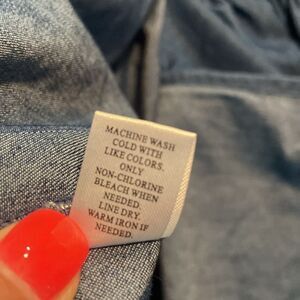 MACHINE WASH
COLD WITH
LIKE COLORS.
ONLY
NON-CHLORINE
BLEACH WHEN
NEEDED.
LINE DRY.
WARM IRON IF
NEEDED.